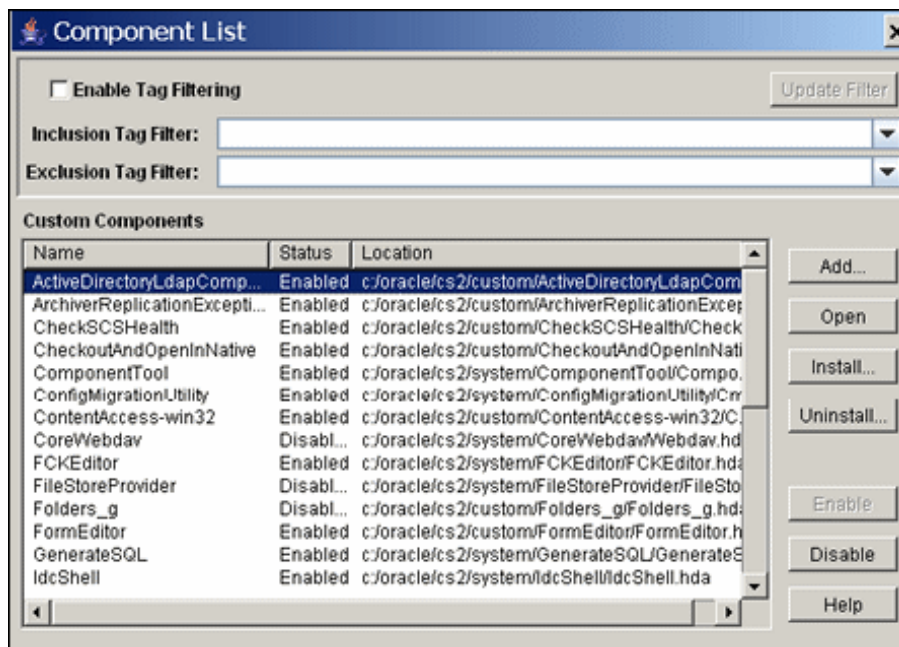 Component List
Enable Tag Filtering
Update Filter
Inclusion Tag Filter:
Exclusion Tag Filter:
Custom Components
Name Status Location
ActiveDirectoryLdapComp... Enabled c:/oracle/cs2/custom/ActiveDirectoryLdapCom
ArchiverReplicationExcepti... Enabled c:/oracle/cs2/custom/ArchiverReplicationExcep
CheckSCSHealth Enabled c:/oracle/cs2/custom/CheckSCSHealth/Check
CheckoutAndOpenInNative Enabled c:/oracle/cs2/custom/CheckoutAndOpenInNati
ComponentTool Enabled c:/oracle/cs2/system/ComponentTool/Compo.
ConfigMigrationUtility Enabled c:/oracle/cs2/system/ConfigMigrationUtility/Cm
ContentAccess-win32 Enabled c:/oracle/cs2/custom/ContentAccess-win32/C.
CoreWebdav Disabl... c:/oracle/cs2/system/CoreWebdav/Webdav.hd
FCKEditor Enabled c:/oracle/cs2/system/FCKEditor/FCKEditor.hda
FileStoreProvider Disabl... c:/oracle/cs2/system/FileStoreProvider/FileSto
Folders_g Disabl... c:/oracle/cs2/custom/Folders_g/Folders_g.hda
FormEditor Enabled c:/oracle/cs2/custom/FormEditor/FormEditor.h
GenerateSQL Enabled c:/oracle/cs2/system/GenerateSQL/GenerateS
IdcShell Enabled c:/oracle/cs2/system/IdcShell/IdcShell.hda
Add...
Open
Install...
Uninstall...
Enable
Disable
Help